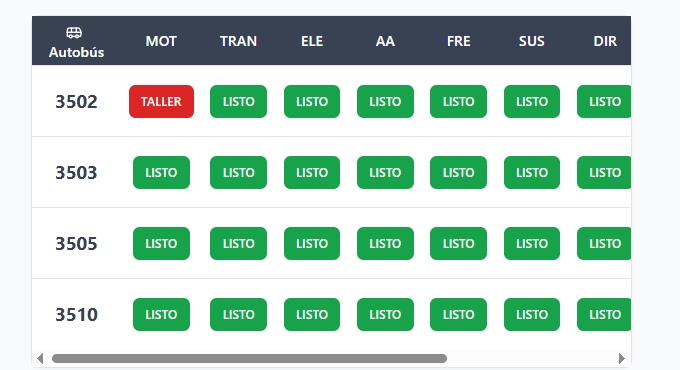 Autobús MOT TRAN ELE AA FRE SUS DIR
3502 TALLER LISTO LISTO LISTO LISTO LISTO LISTO
3503 LISTO LISTO LISTO LISTO LISTO LISTO LISTO
3505 LISTO LISTO LISTO LISTO LISTO LISTO LISTO
3510 LISTO LISTO LISTO LISTO LISTO LISTO LISTO